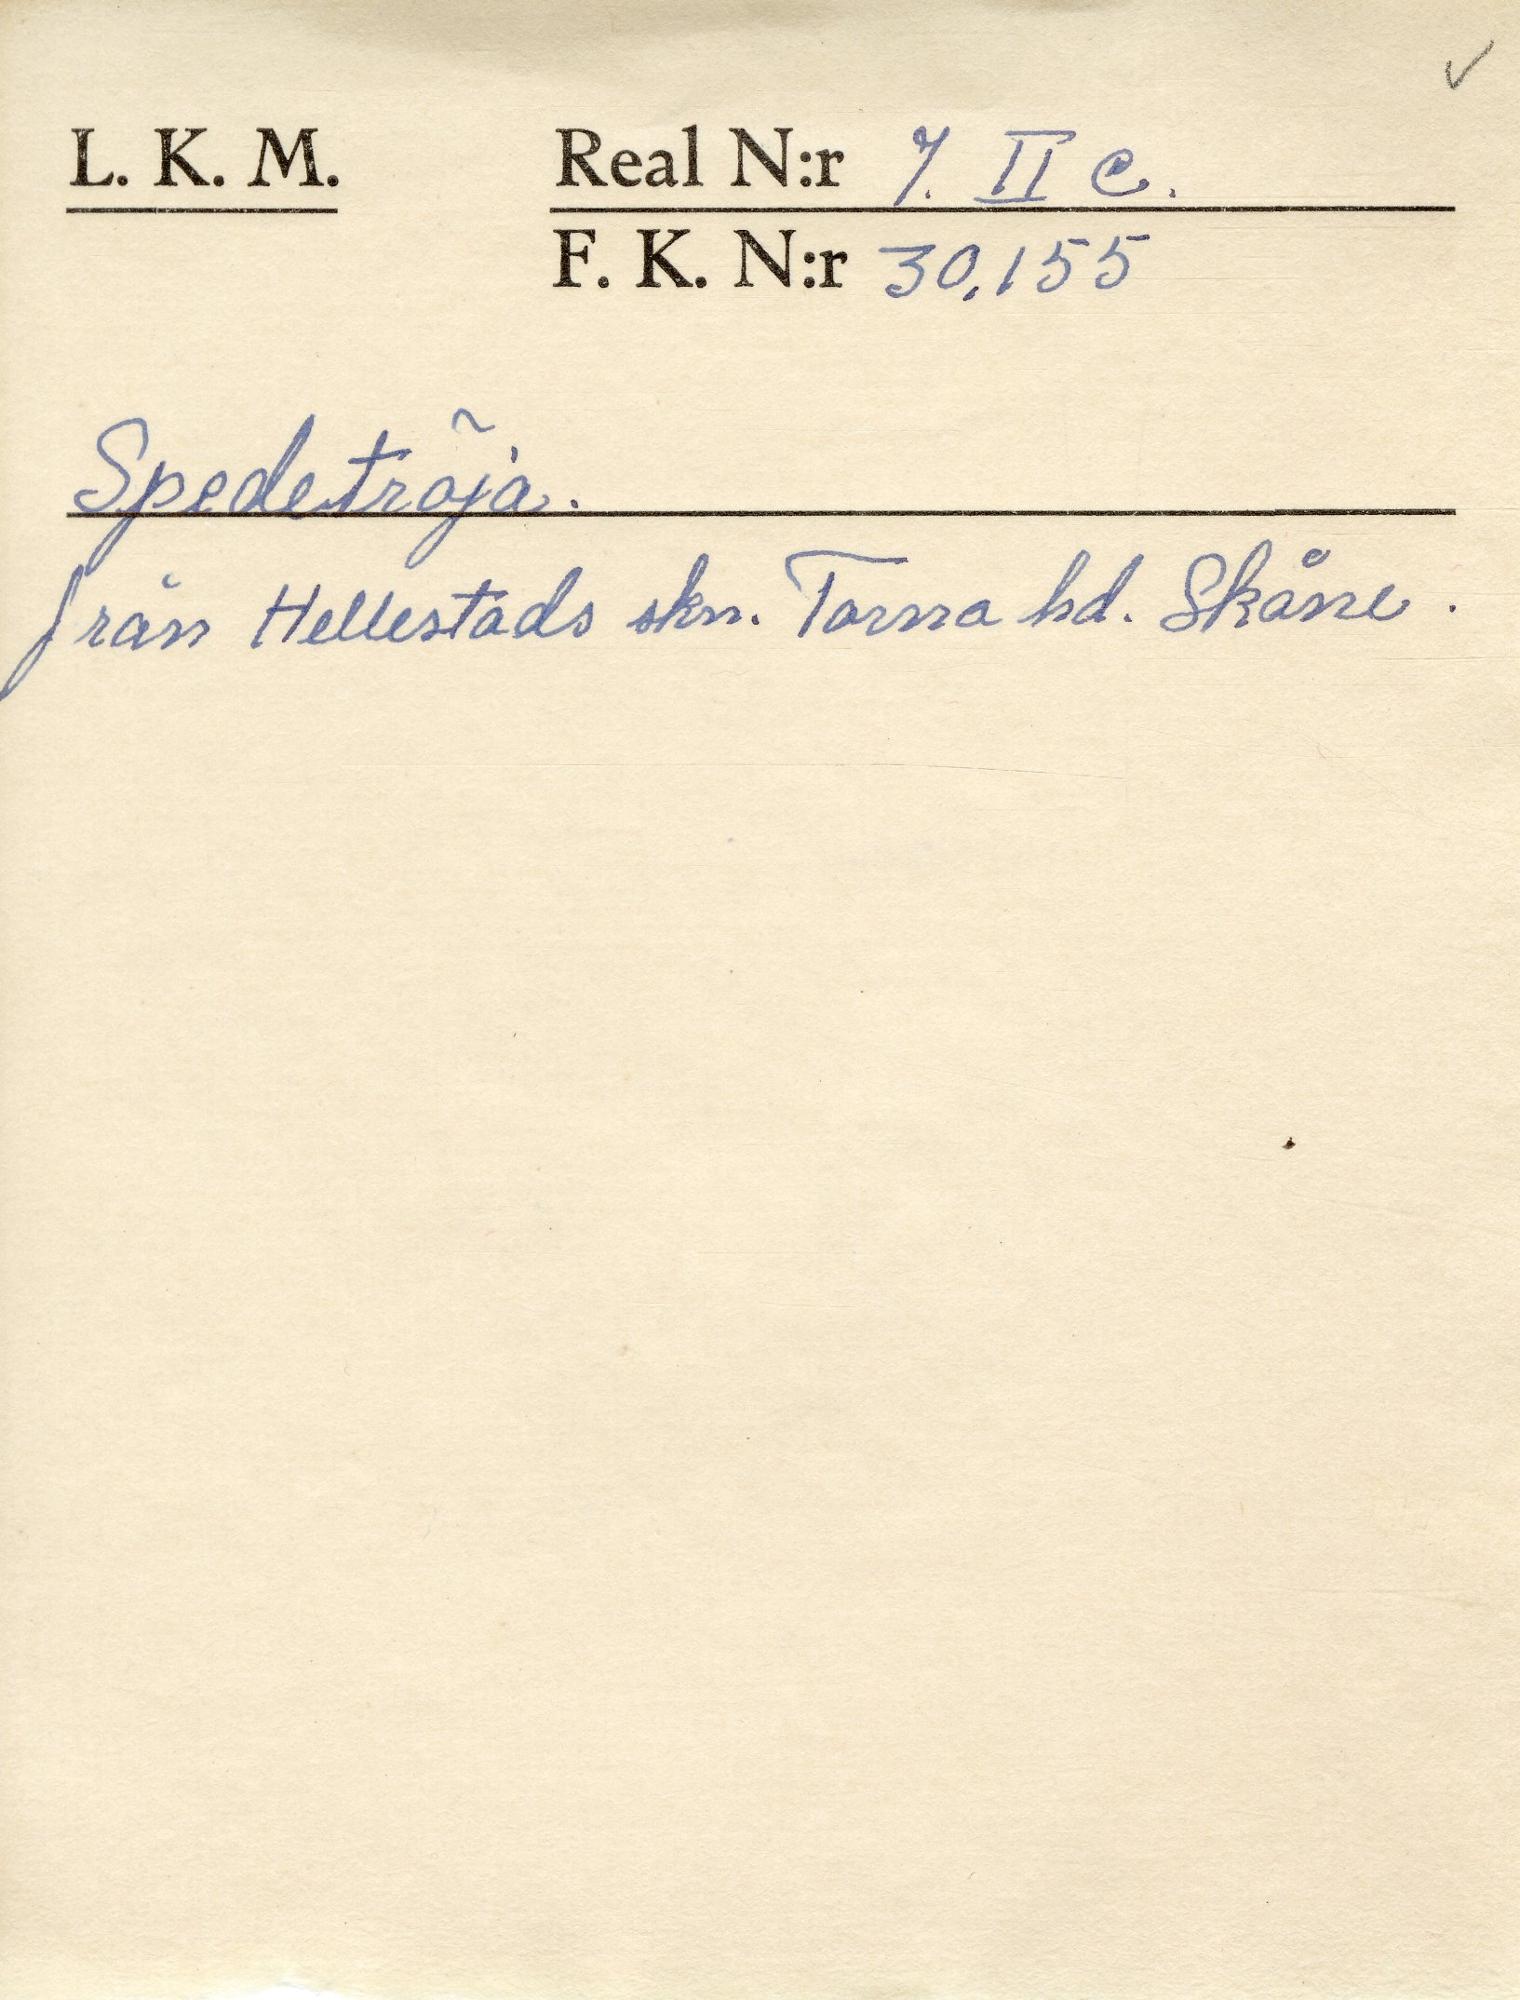 L. K. M.
Real N:r 7. II c.
F. K. N:r 30,155
Spedetröja.
från Hellestads skn. Torna hd. Skåne.